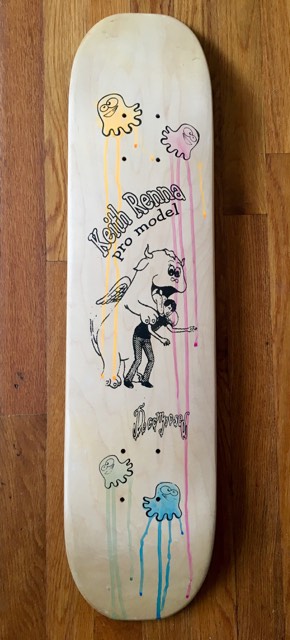 Keith Renna
pro model